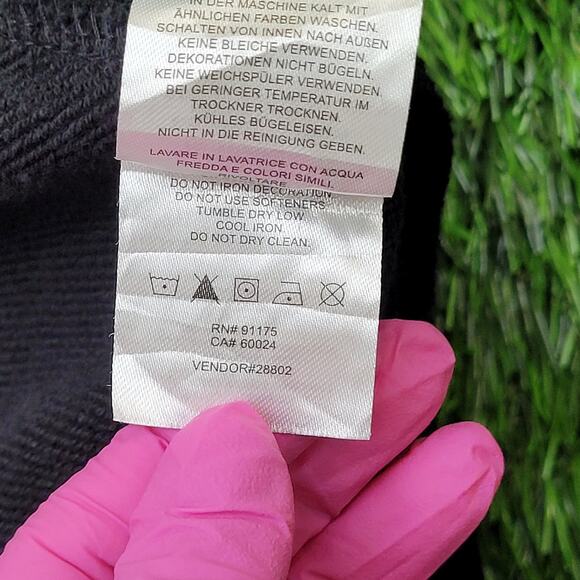 IN DER MASCHINE KALT MIT
ÄHNLICHEN FARBEN WASCHEN.
SCHALTEN VON INNEN NACH AUßEN
KEINE BLEICHE VERWENDEN.
DEKORATIONEN NICHT BÜGELN.
KEINE WEICHSPÜLER VERWENDEN.
BEI GERINGER TEMPERATUR IM
TROCKNER TROCKNEN.
KÜHLES BÜGELEISEN.
NICHT IN DIE REINIGUNG GEBEN.
LAVARE IN LAVATRICE CON ACQUA
FREDDA E COLORI SIMILI.
RIVOLTARE
DO NOT IRON DECORATION
DO NOT USE SOFTENERS
TUMBLE DRY LOW
COOL IRON.
DO NOT DRY CLEAN.
RN# 91175
CA# 60024
VENDOR#28802